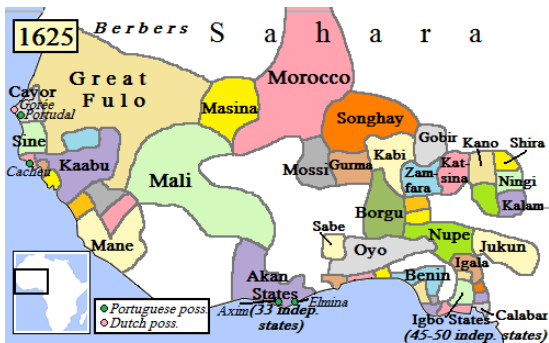 1625
Berbers
Sahara
Great
Fulo
Morocco
Cayor
Gorée
Portudal
Masina
Songhay
Sine
Kaabu
Cacheu
Mali
Mossi
Gurma
Kabi
Gobir
Zam-
fara
Kat-
sina
Kano
Shira
Ningi
Kalam
Borgu
Mane
Sabe
Oyo
Nupe
Jukun
Akan
States
(33 indep.
states)
Axim
Elmina
Benin
Igala
Igbo States
(45-50 indep.
states)
Calabar
Portuguese poss.
Dutch poss.